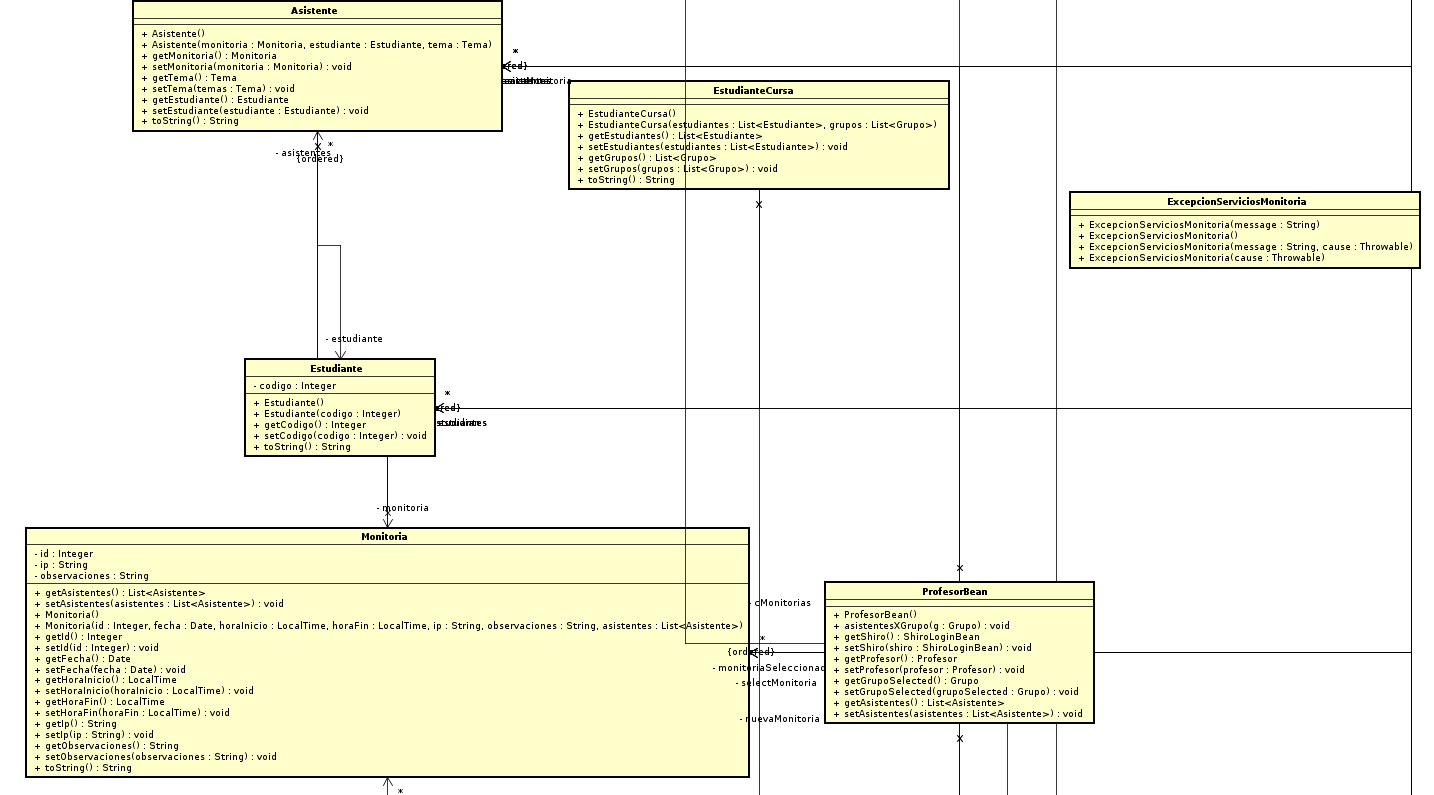 Asistente
+ Asistente()
+ Asistente(monitoria : Monitoria, estudiante : Estudiante, tema : Tema)
+ getMonitoria() : Monitoria
+ setMonitoria(monitoria : Monitoria) : void
+ getTema() : Tema
+ setTema(temas : Tema) : void
+ getEstudiante() : Estudiante
+ setEstudiante(estudiante : Estudiante) : void
+ toString() : String
*
*
- asistentes
{ordered}
EstudianteCursa
+ EstudianteCursa()
+ EstudianteCursa(estudiantes : List<Estudiante>, grupos : List<Grupo>)
+ getEstudiantes() : List<Estudiante>
+ setEstudiantes(estudiantes : List<Estudiante>) : void
+ getGrupos() : List<Grupo>
+ setGrupos(grupos : List<Grupo>) : void
+ toString() : String
ExcepcionServiciosMonitoria
+ ExcepcionServiciosMonitoria(message : String)
+ ExcepcionServiciosMonitoria()
+ ExcepcionServiciosMonitoria(message : String, cause : Throwable)
+ ExcepcionServiciosMonitoria(cause : Throwable)
- estudiante
Estudiante
- codigo : Integer
+ Estudiante()
+ Estudiante(codigo : Integer)
+ getCodigo() : Integer
+ setCodigo(codigo : Integer) : void
+ toString() : String
*
- monitoria
Monitoria
- id : Integer
- ip : String
- observaciones : String
+ getAsistentes() : List<Asistente>
+ setAsistentes(asistentes : List<Asistente>) : void
+ Monitoria()
+ Monitoria(id : Integer, fecha : Date, horaInicio : LocalTime, horaFin : LocalTime, ip : String, observaciones : String, asistentes : List<Asistente>)
+ getId() : Integer
+ setId(id : Integer) : void
+ getFecha() : Date
+ setFecha(fecha : Date) : void
+ getHoraInicio() : LocalTime
+ setHoraInicio(horaInicio : LocalTime) : void
+ getHoraFin() : LocalTime
+ setHoraFin(horaFin : LocalTime) : void
+ getIp() : String
+ setIp(ip : String) : void
+ getObservaciones() : String
+ setObservaciones(observaciones : String) : void
+ toString() : String
*
- cMonitorias
*
{ordered}
- monitoriaSeleccionad
- selectMonitoria
- nuevaMonitoria
ProfesorBean
+ ProfesorBean()
+ asistentesXGrupo(g : Grupo) : void
+ getShiro() : ShiroLoginBean
+ setShiro(shiro : ShiroLoginBean) : void
+ getProfesor() : Profesor
+ setProfesor(profesor : Profesor) : void
+ getGrupoSelected() : Grupo
+ setGrupoSelected(grupoSelected : Grupo) : void
+ getAsistentes() : List<Asistente>
+ setAsistentes(asistentes : List<Asistente>) : void